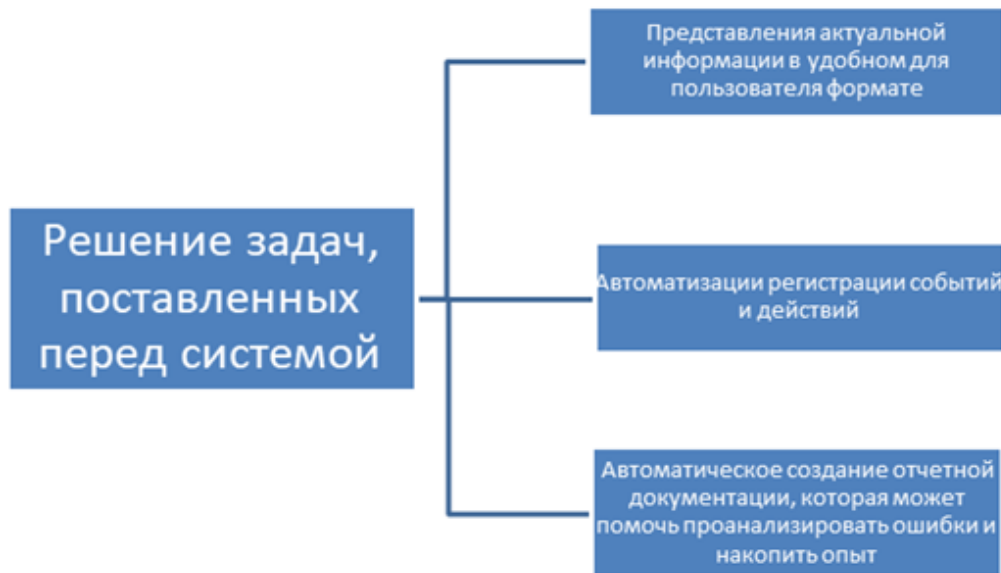 Представления актуальной
информации в удобном для
пользователя формате
Решение задач,
поставленных
перед системой
Автоматизации регистрации событий
и действий
Автоматическое создание отчетной
документации, которая может
помочь проанализировать ошибки и
накопить опыт